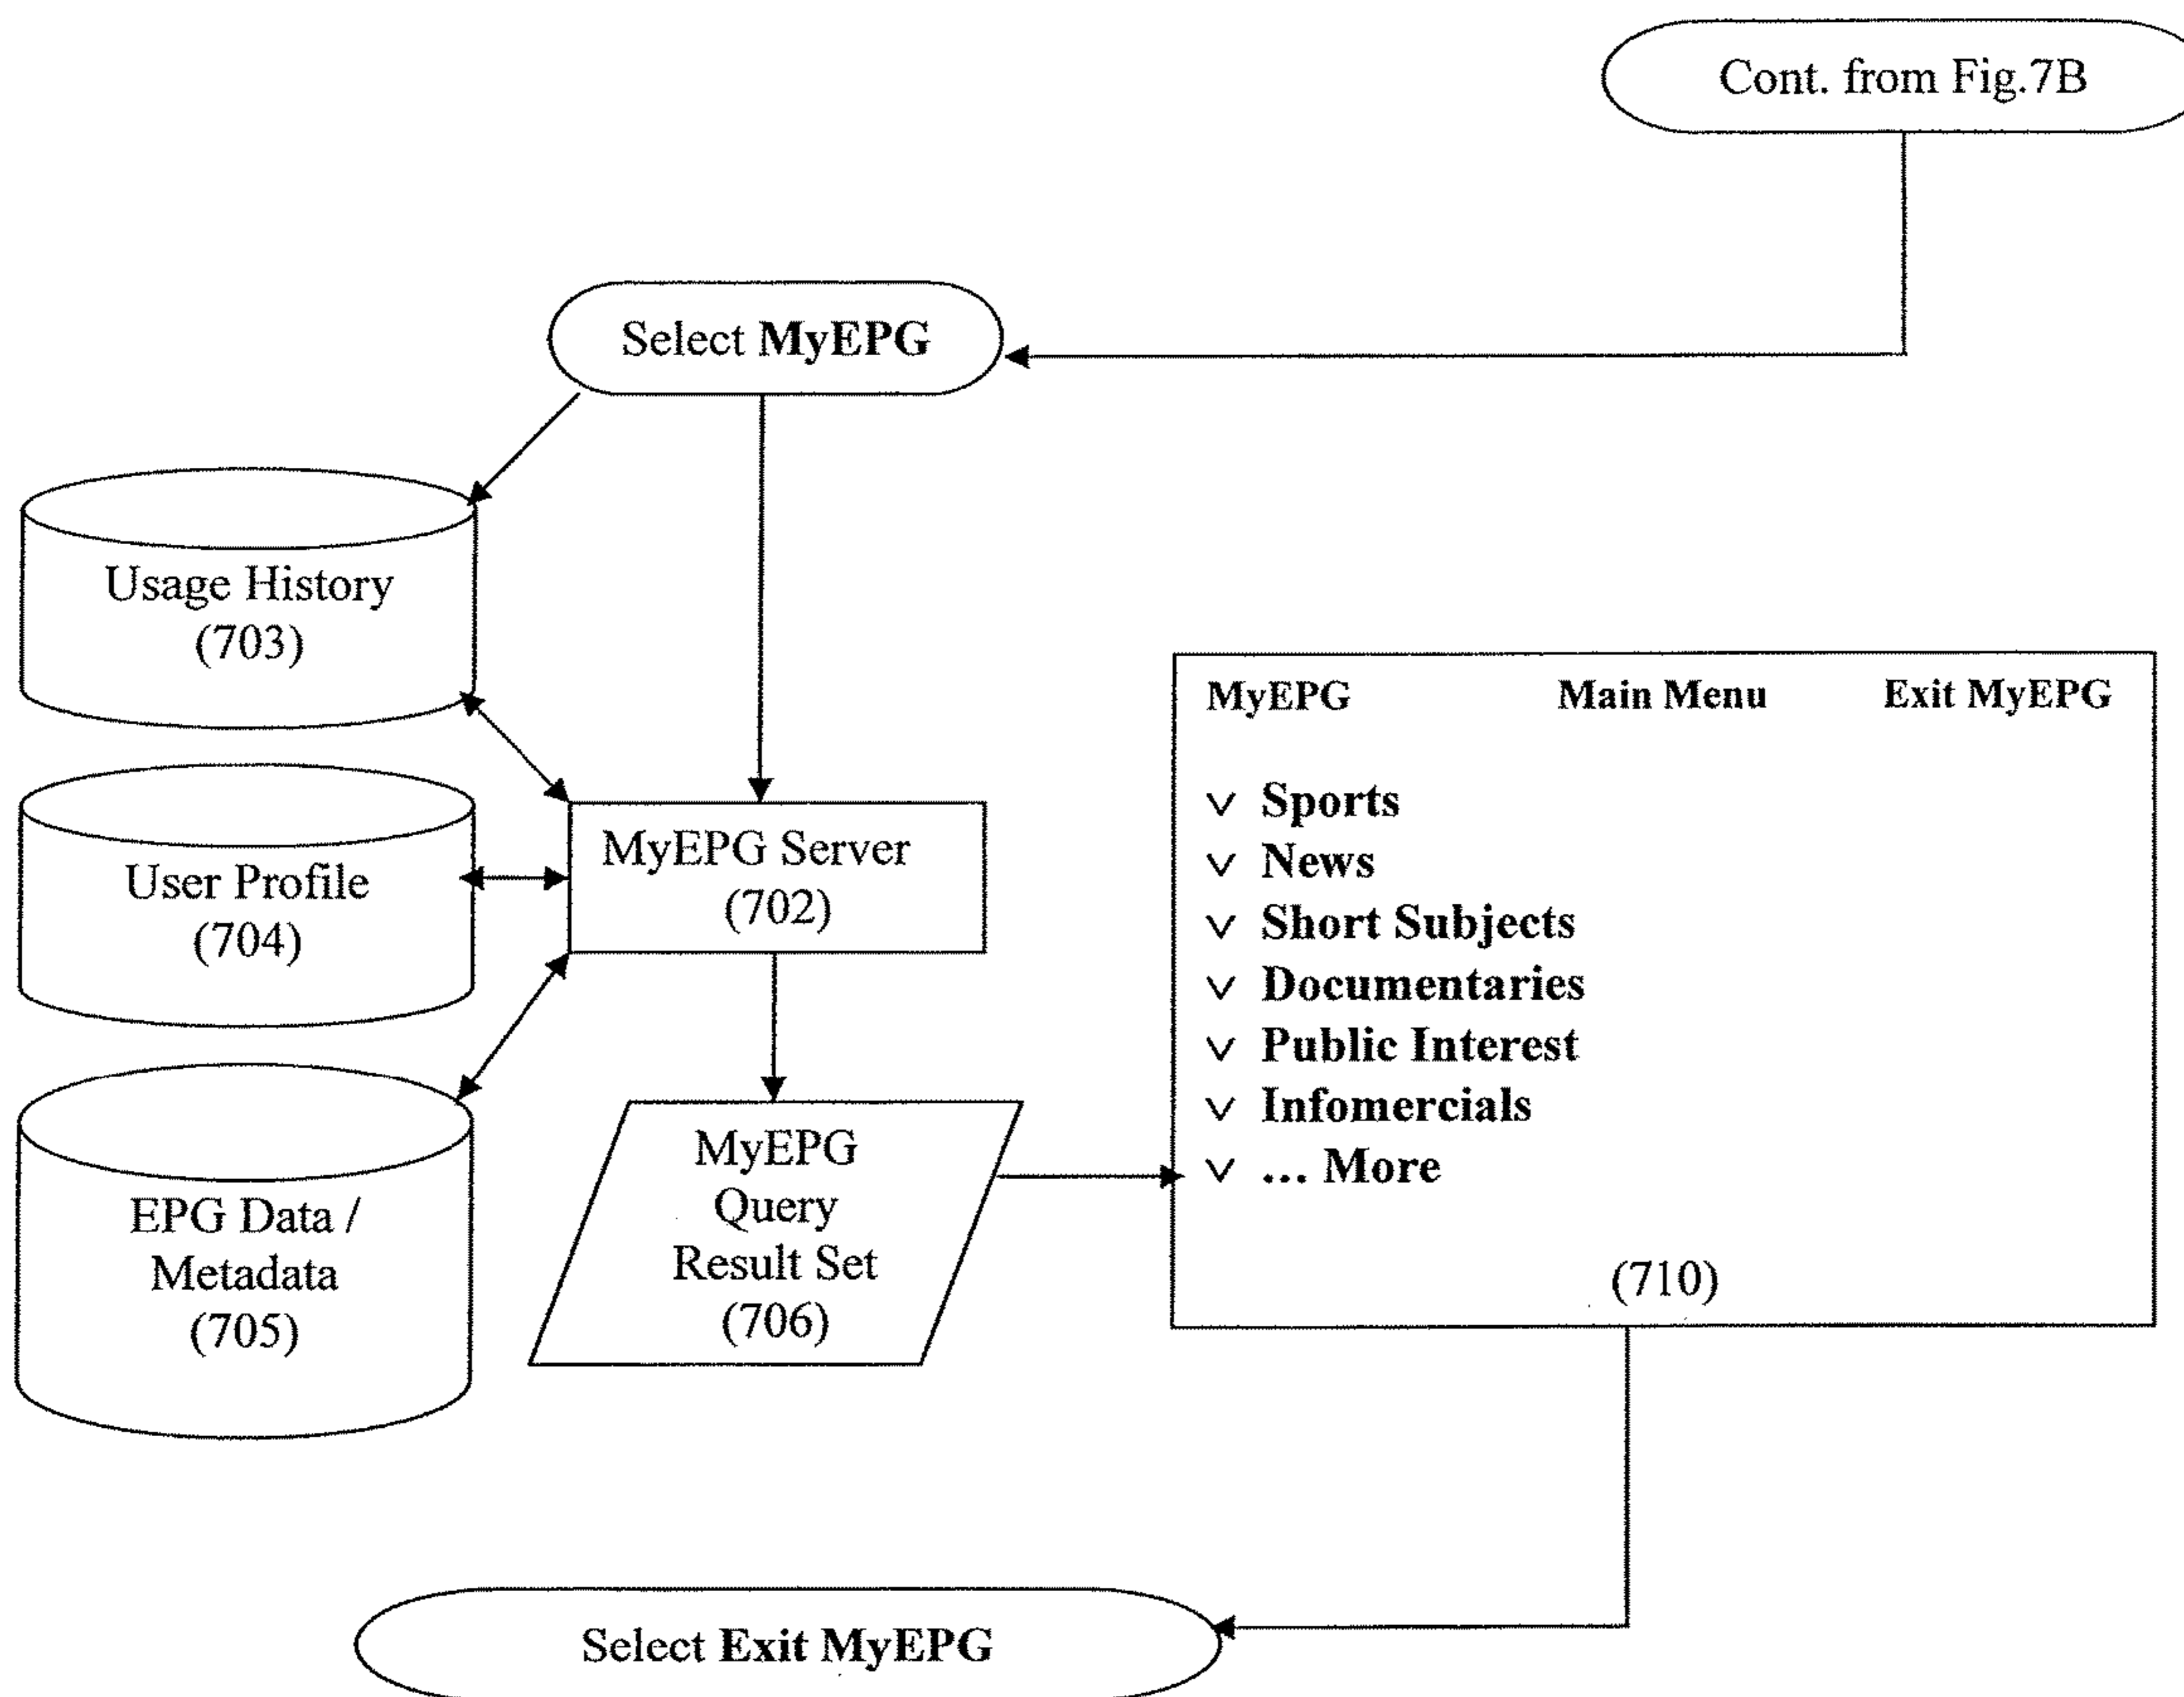 Cont. from Fig.7B
Select MyEPG
Usage History
(703)
User Profile
(704)
EPG Data /
Metadata
(705)
MyEPG Server
(702)
MyEPG
Query
Result Set
(706)
MyEPG Main Menu Exit MyEPG
v Sports
v News
v Short Subjects
v Documentaries
v Public Interest
v Infomercials
v ... More
(710)
Select Exit MyEPG